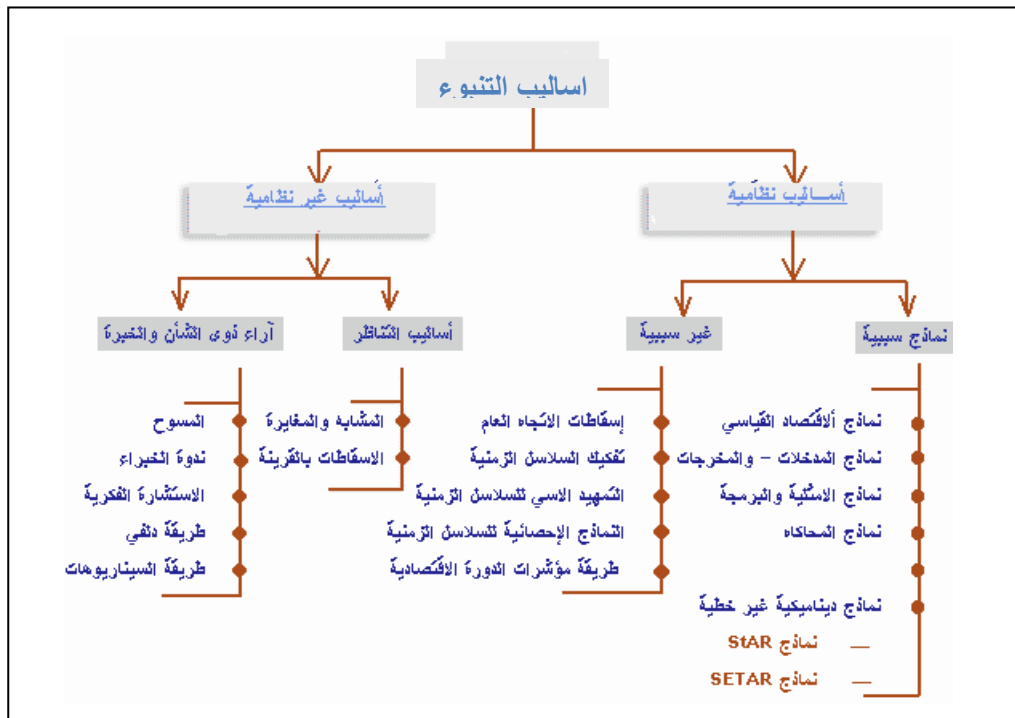 اساليب التنبوء
أساليب نظامية
أساليب غير نظامية
نماذج سببية
غير سببية
أساليب التناظر
آراء ذوى الشأن والخبرة
نماذج ألاقتصاد القياسي
نماذج المدخلات – والمخرجات
نماذج الامثلية والبرمجة
نماذج المحاكاه
نماذج ديناميكية غير خطية
— نماذج StAR
— نماذج SETAR
إسقاطات الاتجاه العام
تفكيك السلاسل الزمنية
التمهيد الاسي للسلاسل الزمنية
النماذج الإحصائية للسلاسل الزمنية
طريقة مؤشرات الدورة الاقتصادية
المشابه والمغايرة
الاسقاطات بالقرينة
المسوح
ندوة الخبراء
الاستشارة الفكرية
طريقة دلفي
طريقة السيناريوهات